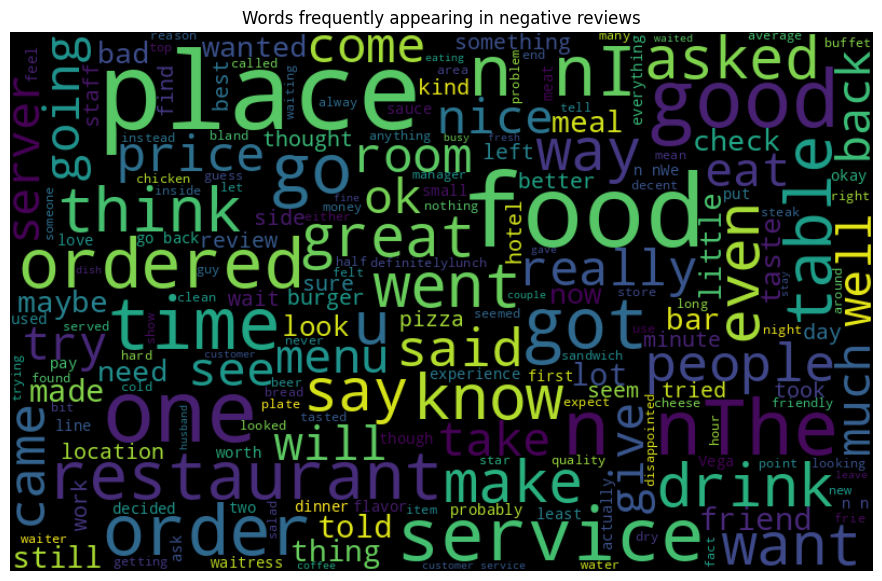 Words frequently appearing in negative reviews
reason top called eating area end many waited average buffet
server feel going bad wanted come something n nI asked
staff find best waiting kind problem everything good back
place alway sauce meat tell nice meal
instead bland thought anything busy fresh way check mean n nWe okay
price go room left better eat decent right
chicken guess manager small nothing hotel little put table well
someone think inside let side either ok fine money food even taste steak
love go back review great
ordered half definitely lunch gave really around
dish guy sure felt went couple now store long stay
maybe clean wait burger look pizza seemed bar night day
used served time u said got minute use
try show hard never menu first sandwich people
trying pay need see customer experience lot seem tried took much
found cold beer bread say know expect cheese friendly
made bit plate tasted disappointed
came one looked though take n nThe hour
line husband will give
location worth star quality Vega point looking
work restaurant make drink new leave
decided two dinner flavor item probably least actually friend n n frie
order salad told service dry fact want
waiter still getting ask waitress coffee thing customer service water